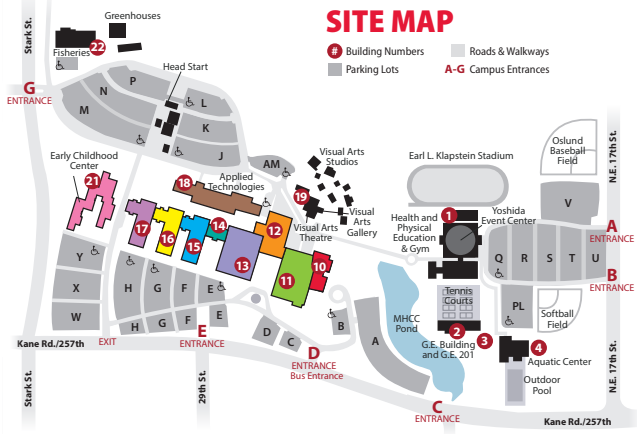 SITE MAP
# Building Numbers
Roads & Walkways
Parking Lots
A-G Campus Entrances
Greenhouses
Stark St.
22
Fisheries
Head Start
G
ENTRANCE
P
N
M
L
K
J
Early Childhood
Center
21
18
Applied
Technologies
AM
Visual Arts
Studios
19
Visual
Arts
Gallery
Visual Arts
Theatre
Earl L. Klapstein Stadium
Oslund
Baseball
Field
N.E. 17th St.
V
1
Yoshida
Event Center
Health and
Physical
Education
& Gym
A
ENTRANCE
B
ENTRANCE
Q
R
S
T
U
17
16
15
14
13
12
11
10
Y
X
W
H
G
F
E
H
G
F
E
D
C
B
A
MHCC
Pond
Tennis
Courts
PL
Softball
Field
2
G.E. Building
and G.E. 201
3
4
Aquatic Center
Outdoor
Pool
Kane Rd./257th
EXIT
E
ENTRANCE
D
ENTRANCE
Bus Entrance
C
ENTRANCE
Stark St.
29th St.
N.E. 17th St.
Kane Rd./257th